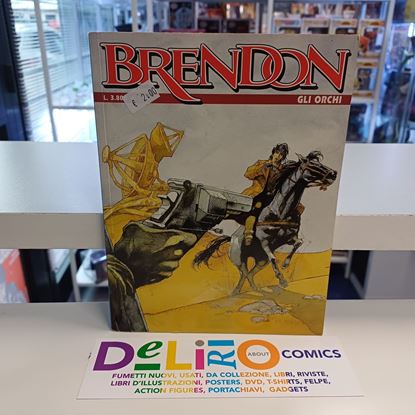 BRENDON
L. 3.80
€ 2,00
GLI ORCHI
DeLiRiO ABOUT COMICS
FUMETTI NUOVI, USATI, DA COLLEZIONE, LIBRI, RIVISTE,
LIBRI D'ILLUSTRAZIONI, POSTERS, DVD, T-SHIRTS, FELPE,
ACTION FIGURES, PORTACHIAVI, GADGETS